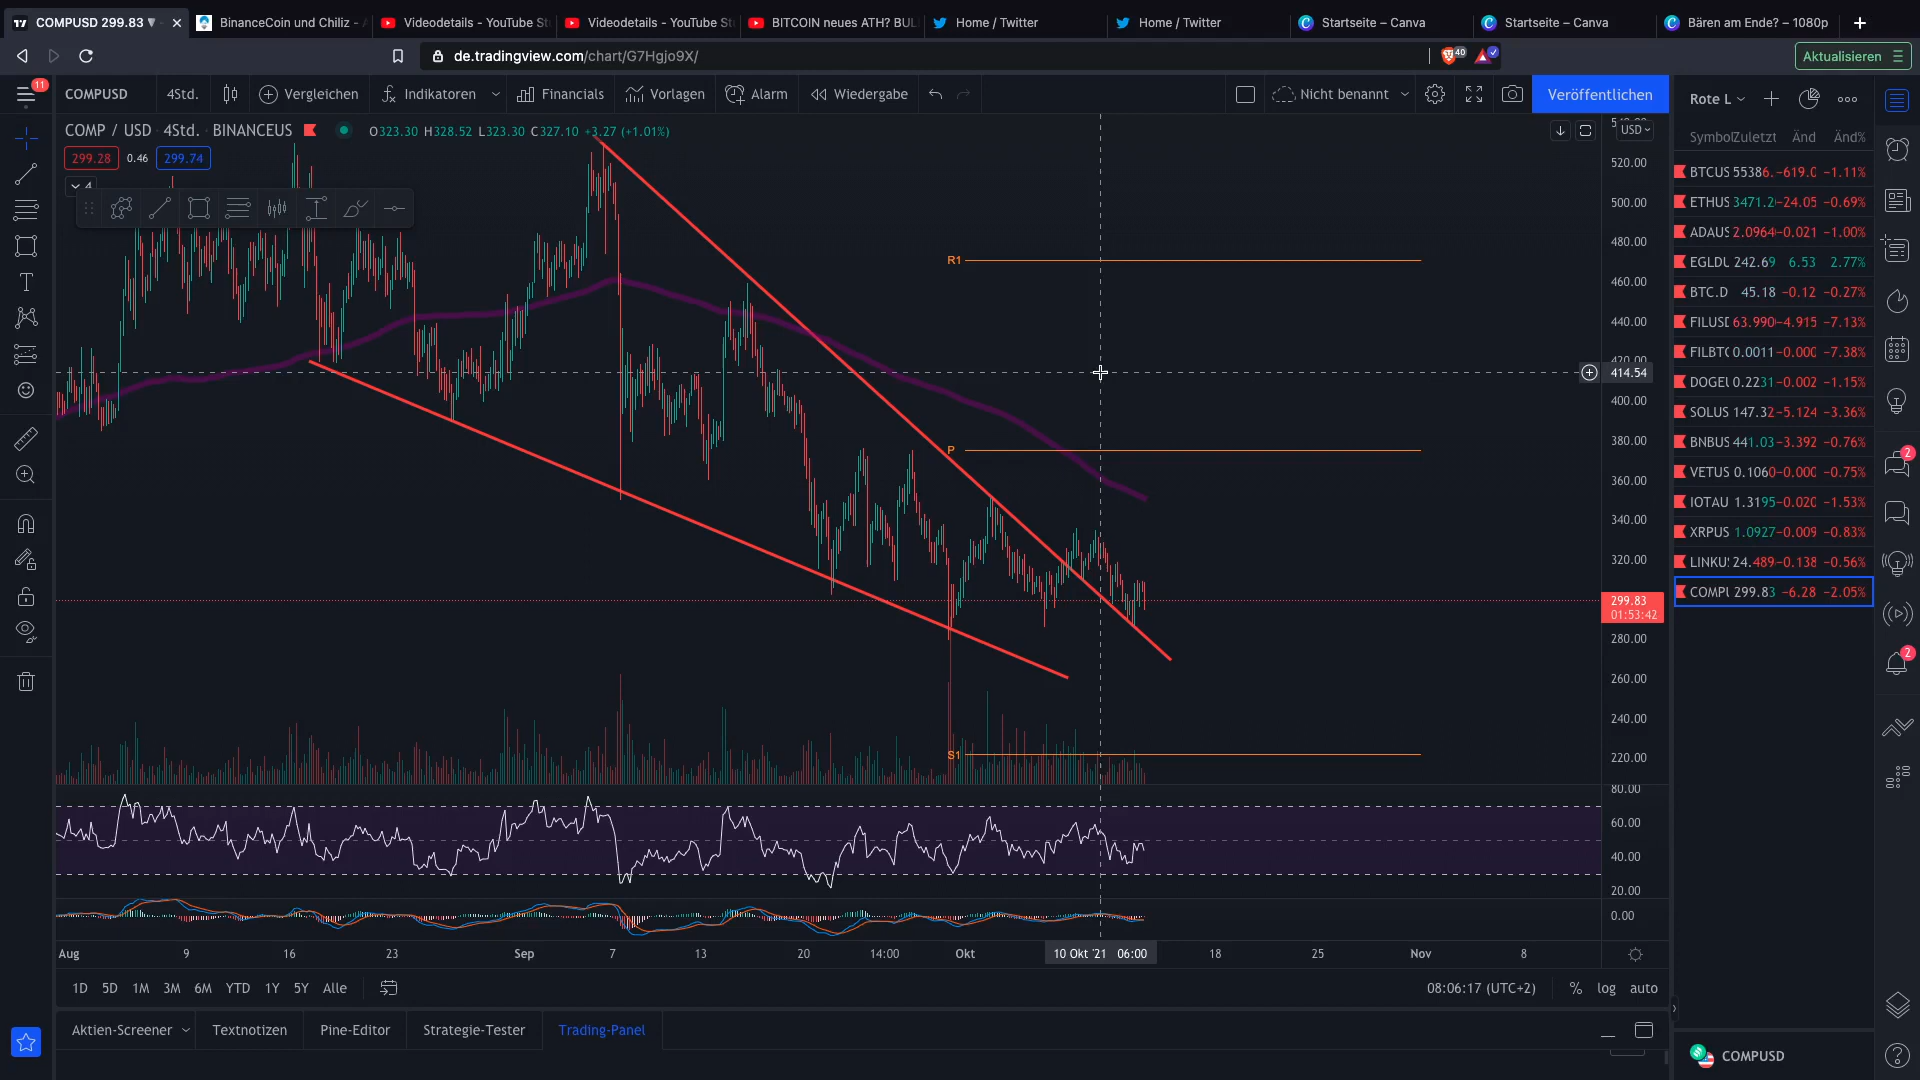 COMPUSD 299.83 ▼
BinanceCoin und Chiliz -
Videodetails - YouTube St
Videodetails - YouTube St
BITCOIN neues ATH? BUL
Home / Twitter
Home / Twitter
Startseite – Canva
Startseite – Canva
Bären am Ende? – 1080p
de.tradingview.com/chart/G7Hgjo9X/
40
Aktualisieren
11
COMPUSD
4Std.
Vergleichen
Indikatoren
Financials
Vorlagen
Alarm
Wiedergabe
Nicht benannt
Veröffentlichen
Rote L
COMP / USD 4Std. BINANCEUS
O323.30 H328.52 L323.30 C327.10 +3.27 (+1.01%)
299.28 0.46 299.74
4
USD
520.00
500.00
480.00
460.00
440.00
420.00
414.54
400.00
380.00
360.00
340.00
320.00
299.83
01:53:42
280.00
260.00
240.00
220.00
R1
P
S1
80.00
60.00
40.00
20.00
0.00
Aug 9 16 23 Sep 7 13 20 14:00 Okt 10 Okt '21 06:00 18 25 Nov 8
1D 5D 1M 3M 6M YTD 1Y 5Y Alle
08:06:17 (UTC+2) % log auto
Aktien-Screener Textnotizen Pine-Editor Strategie-Tester Trading-Panel
Symbol Zuletzt Änd Änd%
BTCUS 55386. -619.0 -1.11%
ETHUS 3471.2 -24.05 -0.69%
ADAUS 2.0964 -0.021 -1.00%
EGLDU 242.69 6.53 2.77%
BTC.D 45.18 -0.12 -0.27%
FILUSD 63.990 -4.915 -7.13%
FILBTC 0.0011 -0.000 -7.38%
DOGEU 0.2231 -0.002 -1.15%
SOLUS 147.32 -5.124 -3.36%
BNBUS 441.03 -3.392 -0.76%
VETUS 0.1060 -0.000 -0.75%
IOTAU 1.3195 -0.020 -1.53%
XRPUS 1.0927 -0.009 -0.83%
LINKU 24.489 -0.138 -0.56%
COMPU 299.83 -6.28 -2.05%
2
2
COMPUSD